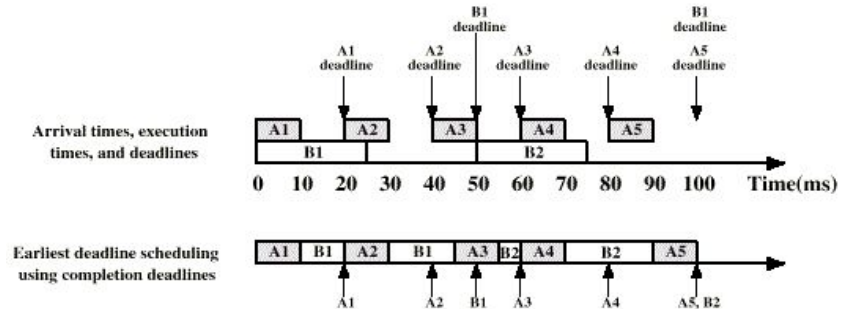 B1 B1
deadline deadline
A1 A2 A3 A4 A5
deadline deadline deadline deadline deadline
Arrival times, execution
times, and deadlines
A1 A2 A3 A4 A5
B1 B2
0 10 20 30 40 50 60 70 80 90 100 Time(ms)
Earliest deadline scheduling
using completion deadlines
A1 B1 A2 B1 A3 B2 A4 B2 A5
A1 A2 B1 A3 A4 A5, B2